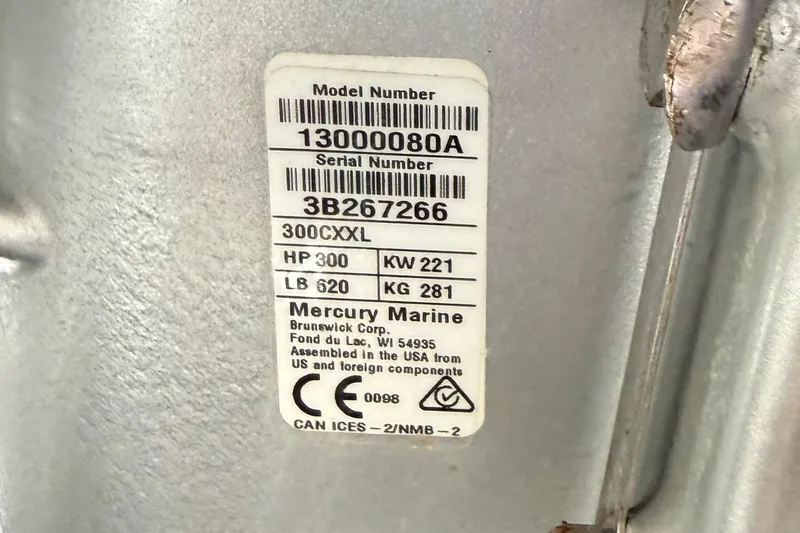 Model Number
13000080A
Serial Number
3B267266
300CXXL
HP 300 KW 221
LB 620 KG 281
Mercury Marine
Brunswick Corp.
Fond du Lac, WI 54935
Assembled in the USA from
US and foreign components
CE 0098
CAN ICES-2/NMB-2